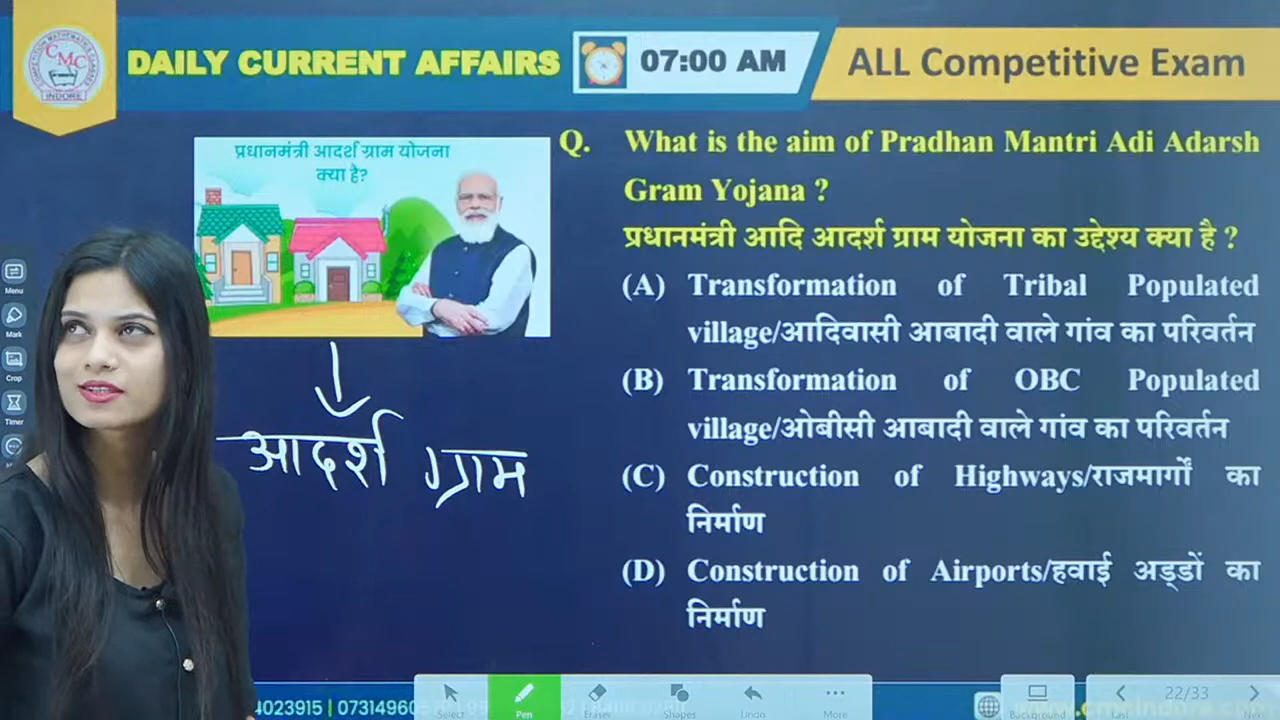 CMC
INDORE
DAILY CURRENT AFFAIRS
07:00 AM
ALL Competitive Exam
प्रधानमंत्री आदर्श ग्राम योजना
क्या है?
Q. What is the aim of Pradhan Mantri Adi Adarsh
Gram Yojana ?
प्रधानमंत्री आदि आदर्श ग्राम योजना का उद्देश्य क्या है ?
(A) Transformation of Tribal Populated
village/आदिवासी आबादी वाले गांव का परिवर्तन
(B) Transformation of OBC Populated
village/ओबीसी आबादी वाले गांव का परिवर्तन
(C) Construction of Highways/राजमार्गों का
निर्माण
(D) Construction of Airports/हवाई अड्डों का
निर्माण
आदर्श ग्राम
Menu
Mark
Crop
Timer
4023915 | 07314960
Select
Pen
Eraser
Shapes
Undo
More
Background
Last
22/33
Next